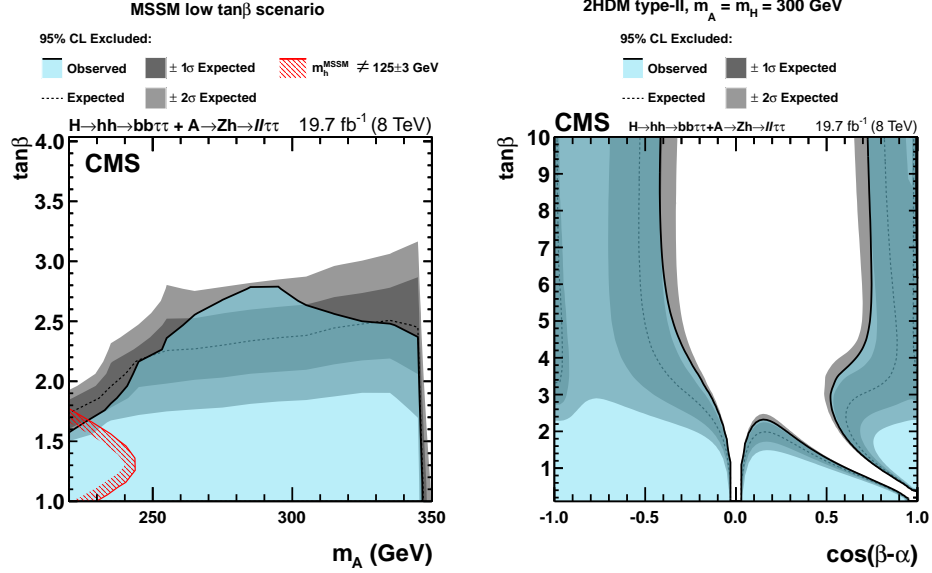 MSSM low tanβ scenario
95% CL Excluded:
Observed
± 1σ Expected
m_h^MSSM ≠ 125±3 GeV
Expected
± 2σ Expected
H→hh→bbττ + A→Zh→llττ 19.7 fb⁻¹ (8 TeV)
CMS
tanβ
4.0
3.5
3.0
2.5
2.0
1.5
1.0
250
300
350
m_A (GeV)
2HDM type-II, m_A = m_H = 300 GeV
95% CL Excluded:
Observed
± 1σ Expected
Expected
± 2σ Expected
CMS H→hh→bbττ+A→Zh→llττ 19.7 fb⁻¹ (8 TeV)
tanβ
10
9
8
7
6
5
4
3
2
1
-1.0
-0.5
0.0
0.5
1.0
cos(β-α)